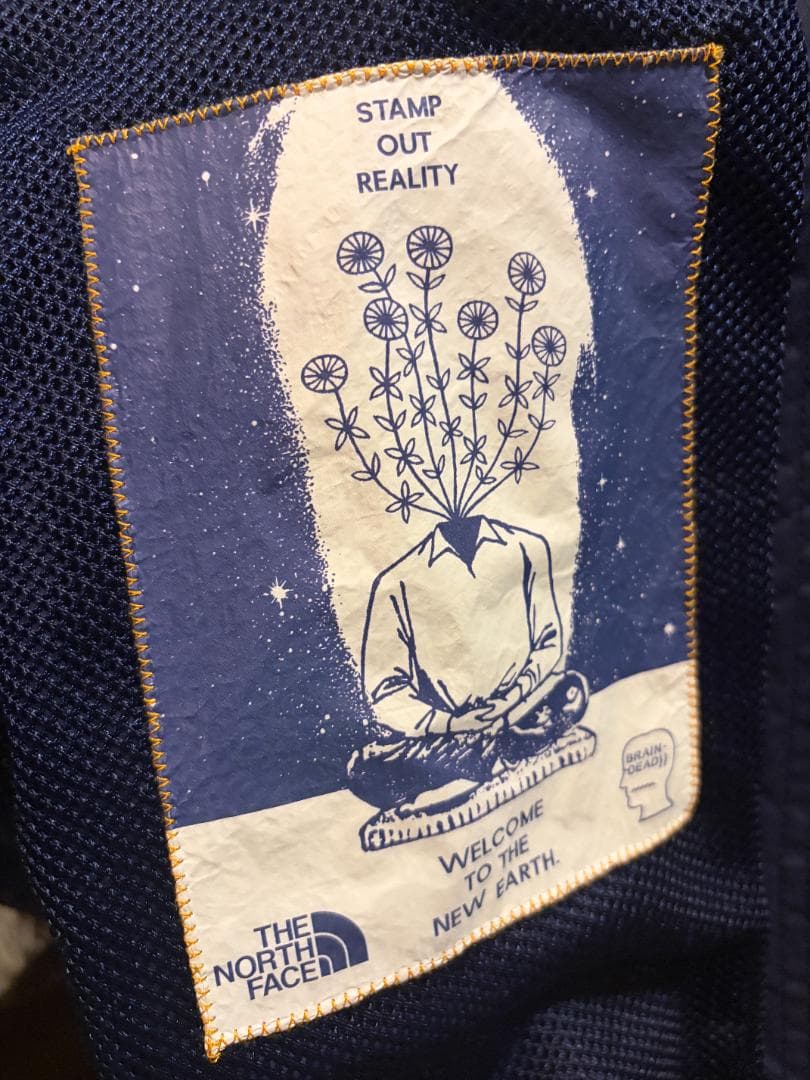 STAMP
OUT
REALITY
BRAIN-
DEAD))
WELCOME
TO THE
NEW EARTH.
THE
NORTH
FACE